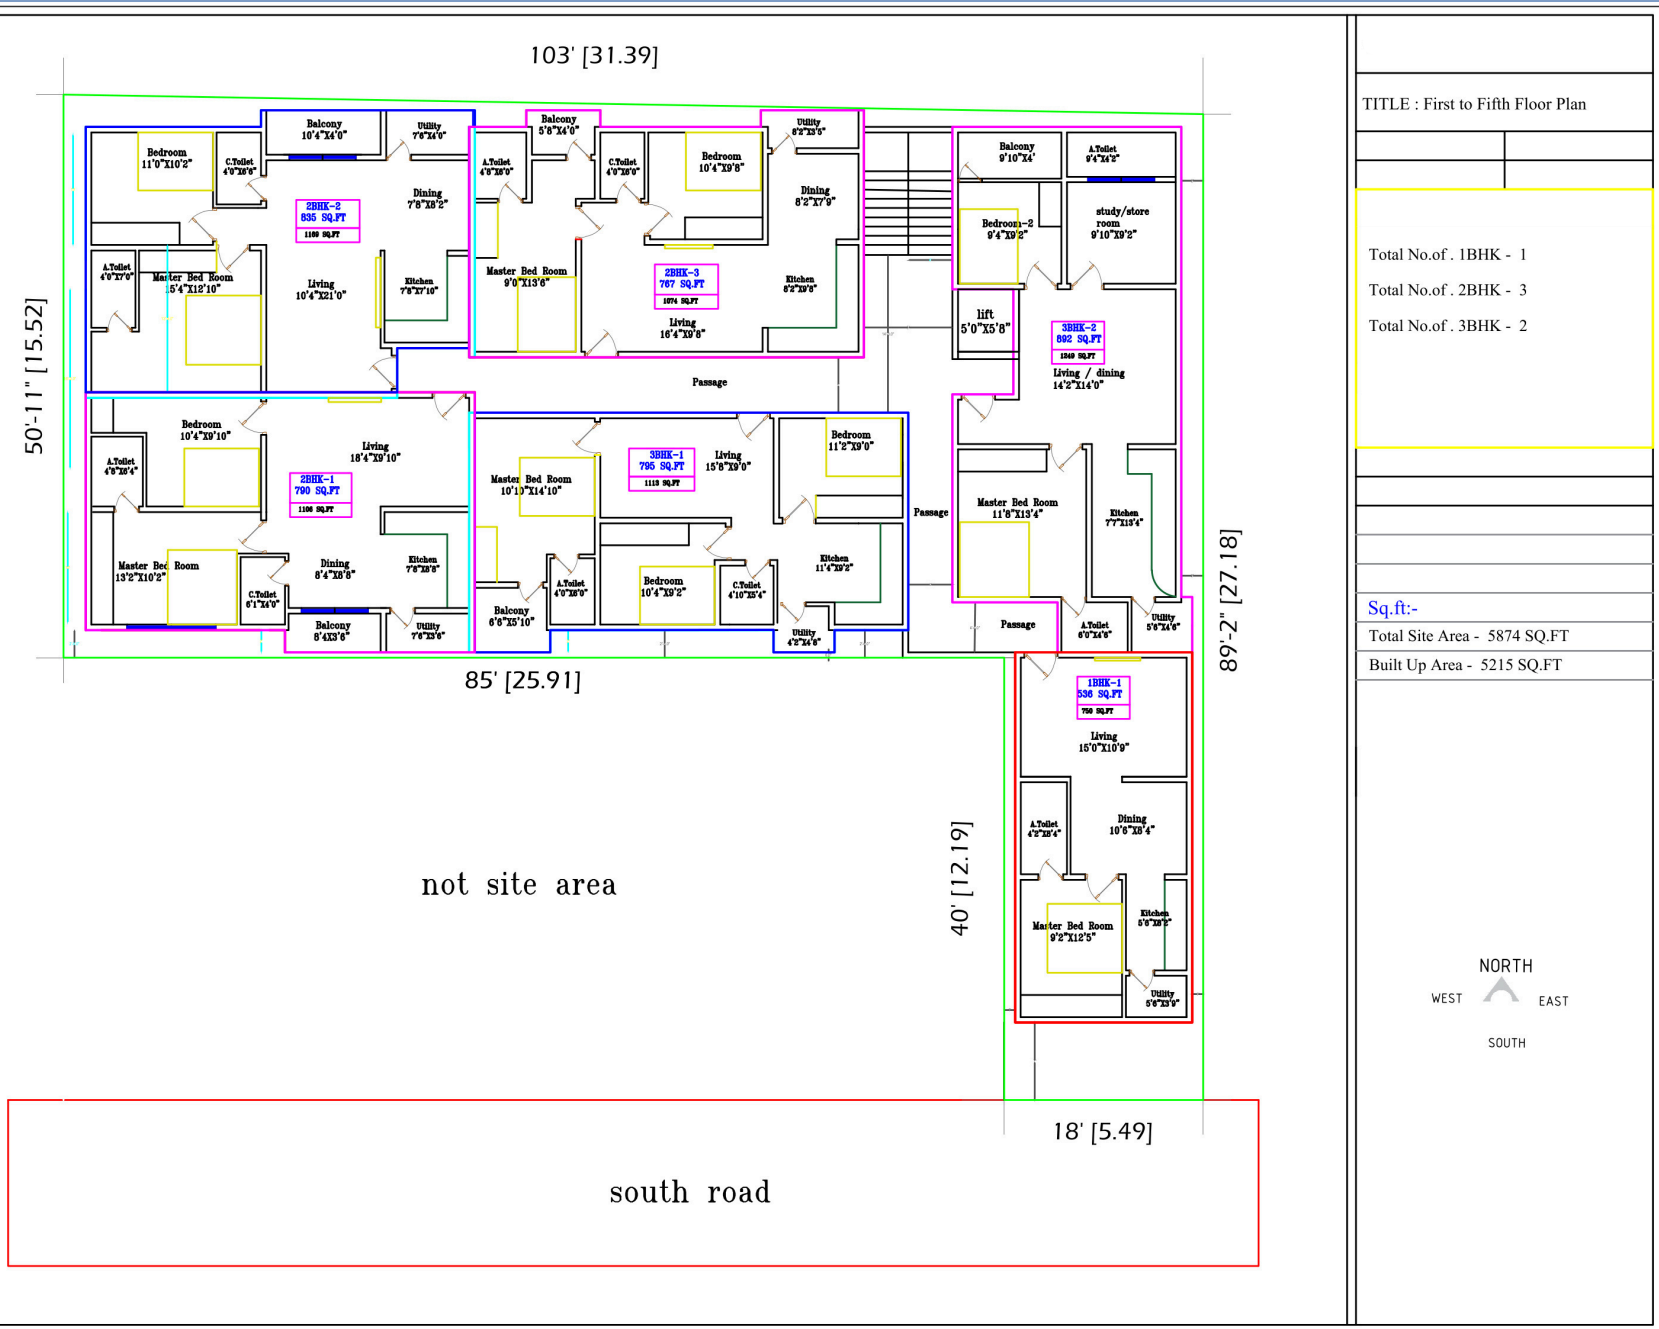 103' [31.39]
50'-11" [15.52]
85' [25.91]
89'-2" [27.18]
40' [12.19]
18' [5.49]
Balcony
10'4"X4'0"
Utility
7'8"X4'0"
Bedroom
11'0"X10'2"
C.Toilet
4'0"X6'6"
Dining
7'8"X8'2"
2BHK-2
835 SQ.FT
1169 SQ.FT
A.Toilet
4'0"X7'0"
Master Bed Room
15'4"X12'10"
Living
10'4"X21'0"
Kitchen
7'8"X7'10"
Balcony
5'8"X4'0"
Utility
8'2"X3'5"
A.Toilet
4'8"X6'0"
C.Toilet
4'0"X6'0"
Bedroom
10'4"X9'8"
Dining
8'2"X7'9"
Master Bed Room
9'0"X13'6"
2BHK-3
767 SQ.FT
1074 SQ.FT
Kitchen
8'2"X9'8"
Living
16'4"X9'8"
Passage
Balcony
9'10"X4'
A.Toilet
9'4"X4'2"
Bedroom-2
9'4"X9'2"
study/store
room
9'10"X9'2"
lift
5'0"X5'8"
3BHK-2
892 SQ.FT
1249 SQ.FT
Living / dining
14'2"X14'0"
Master Bed Room
11'8"X13'4"
Kitchen
7'7"X13'4"
A.Toilet
6'0"X4'6"
Utility
5'6"X4'6"
Passage
Passage
Bedroom
10'4"X9'10"
Living
18'4"X9'10"
A.Toilet
4'8"X6'4"
2BHK-1
790 SQ.FT
1106 SQ.FT
Master Bed Room
13'2"X10'2"
C.Toilet
6'1"X4'0"
Dining
8'4"X8'8"
Kitchen
7'8"X8'8"
Balcony
8'4X3'6"
Utility
7'6"X3'6"
Master Bed Room
10'10"X14'10"
3BHK-1
795 SQ.FT
1113 SQ.FT
Living
15'8"X9'0"
Bedroom
11'2"X9'0"
A.Toilet
4'0"X6'0"
Balcony
6'6"X5'10"
Bedroom
10'4"X9'2"
C.Toilet
4'10"X5'4"
Kitchen
11'4"X9'2"
Utility
4'2"X4'8"
1BHK-1
536 SQ.FT
750 SQ.FT
Living
15'0"X10'9"
A.Toilet
4'2"X8'4"
Dining
10'6"X8'4"
Master Bed Room
9'2"X12'5"
Kitchen
5'6"X8'2"
Utility
5'6"X3'9"
not site area
south road
TITLE : First to Fifth Floor Plan
Total No.of . 1BHK - 1
Total No.of . 2BHK - 3
Total No.of . 3BHK - 2
Sq.ft:-
Total Site Area - 5874 SQ.FT
Built Up Area - 5215 SQ.FT
NORTH
WEST
EAST
SOUTH